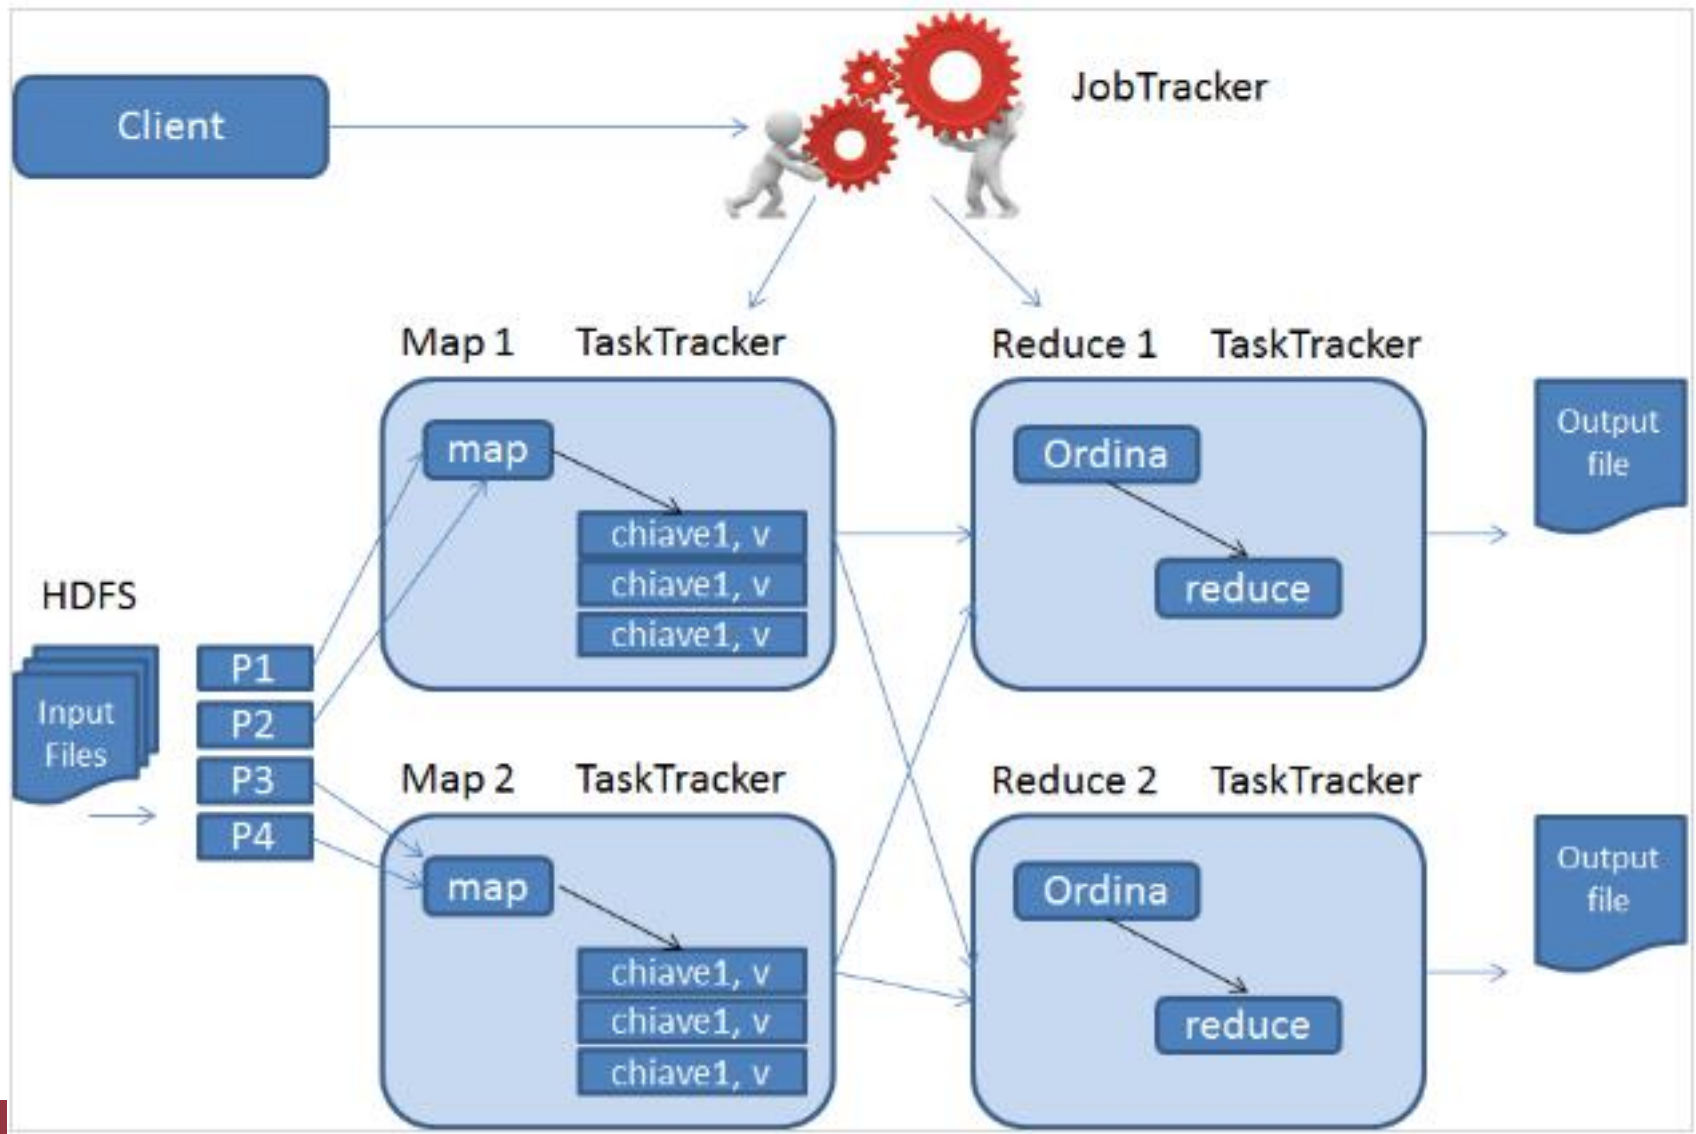 Client
JobTracker
Map 1 TaskTracker
map
chiave1, v
chiave1, v
chiave1, v
Reduce 1 TaskTracker
Ordina
reduce
Output
file
HDFS
Input
Files
P1
P2
P3
P4
Map 2 TaskTracker
map
chiave1, v
chiave1, v
chiave1, v
Reduce 2 TaskTracker
Ordina
reduce
Output
file